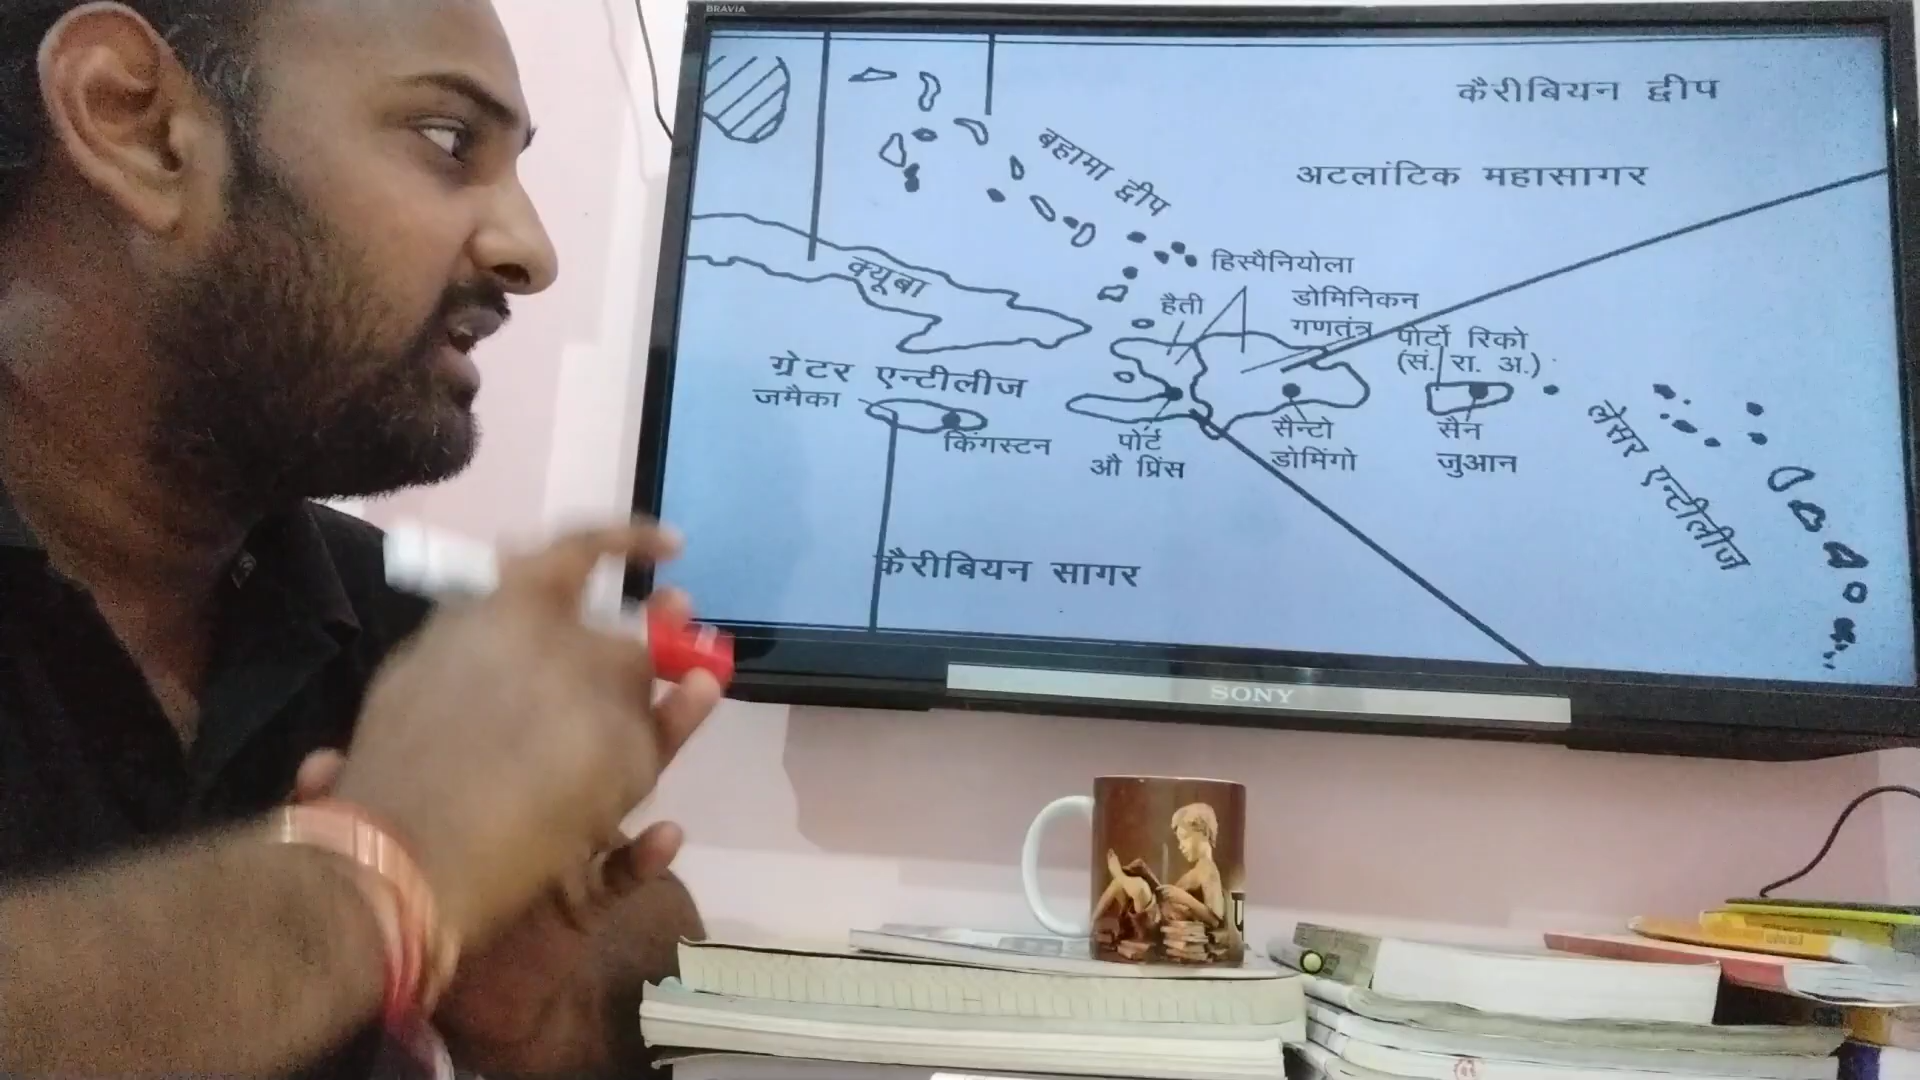 BRAVIA
कैरीबियन द्वीप
अटलांटिक महासागर
बहामा द्वीप
हिस्पैनियोला
क्यूबा
हैती
डोमिनिकन
गणतंत्र
पोर्टो रिको
(सं. रा. अ.)
ग्रेटर एन्टीलीज
जमैका
किंगस्टन
पोर्ट
औ प्रिंस
सैन्टो
डोमिंगो
सैन
जुआन
लेसर एन्टीलीज
कैरीबियन सागर
SONY